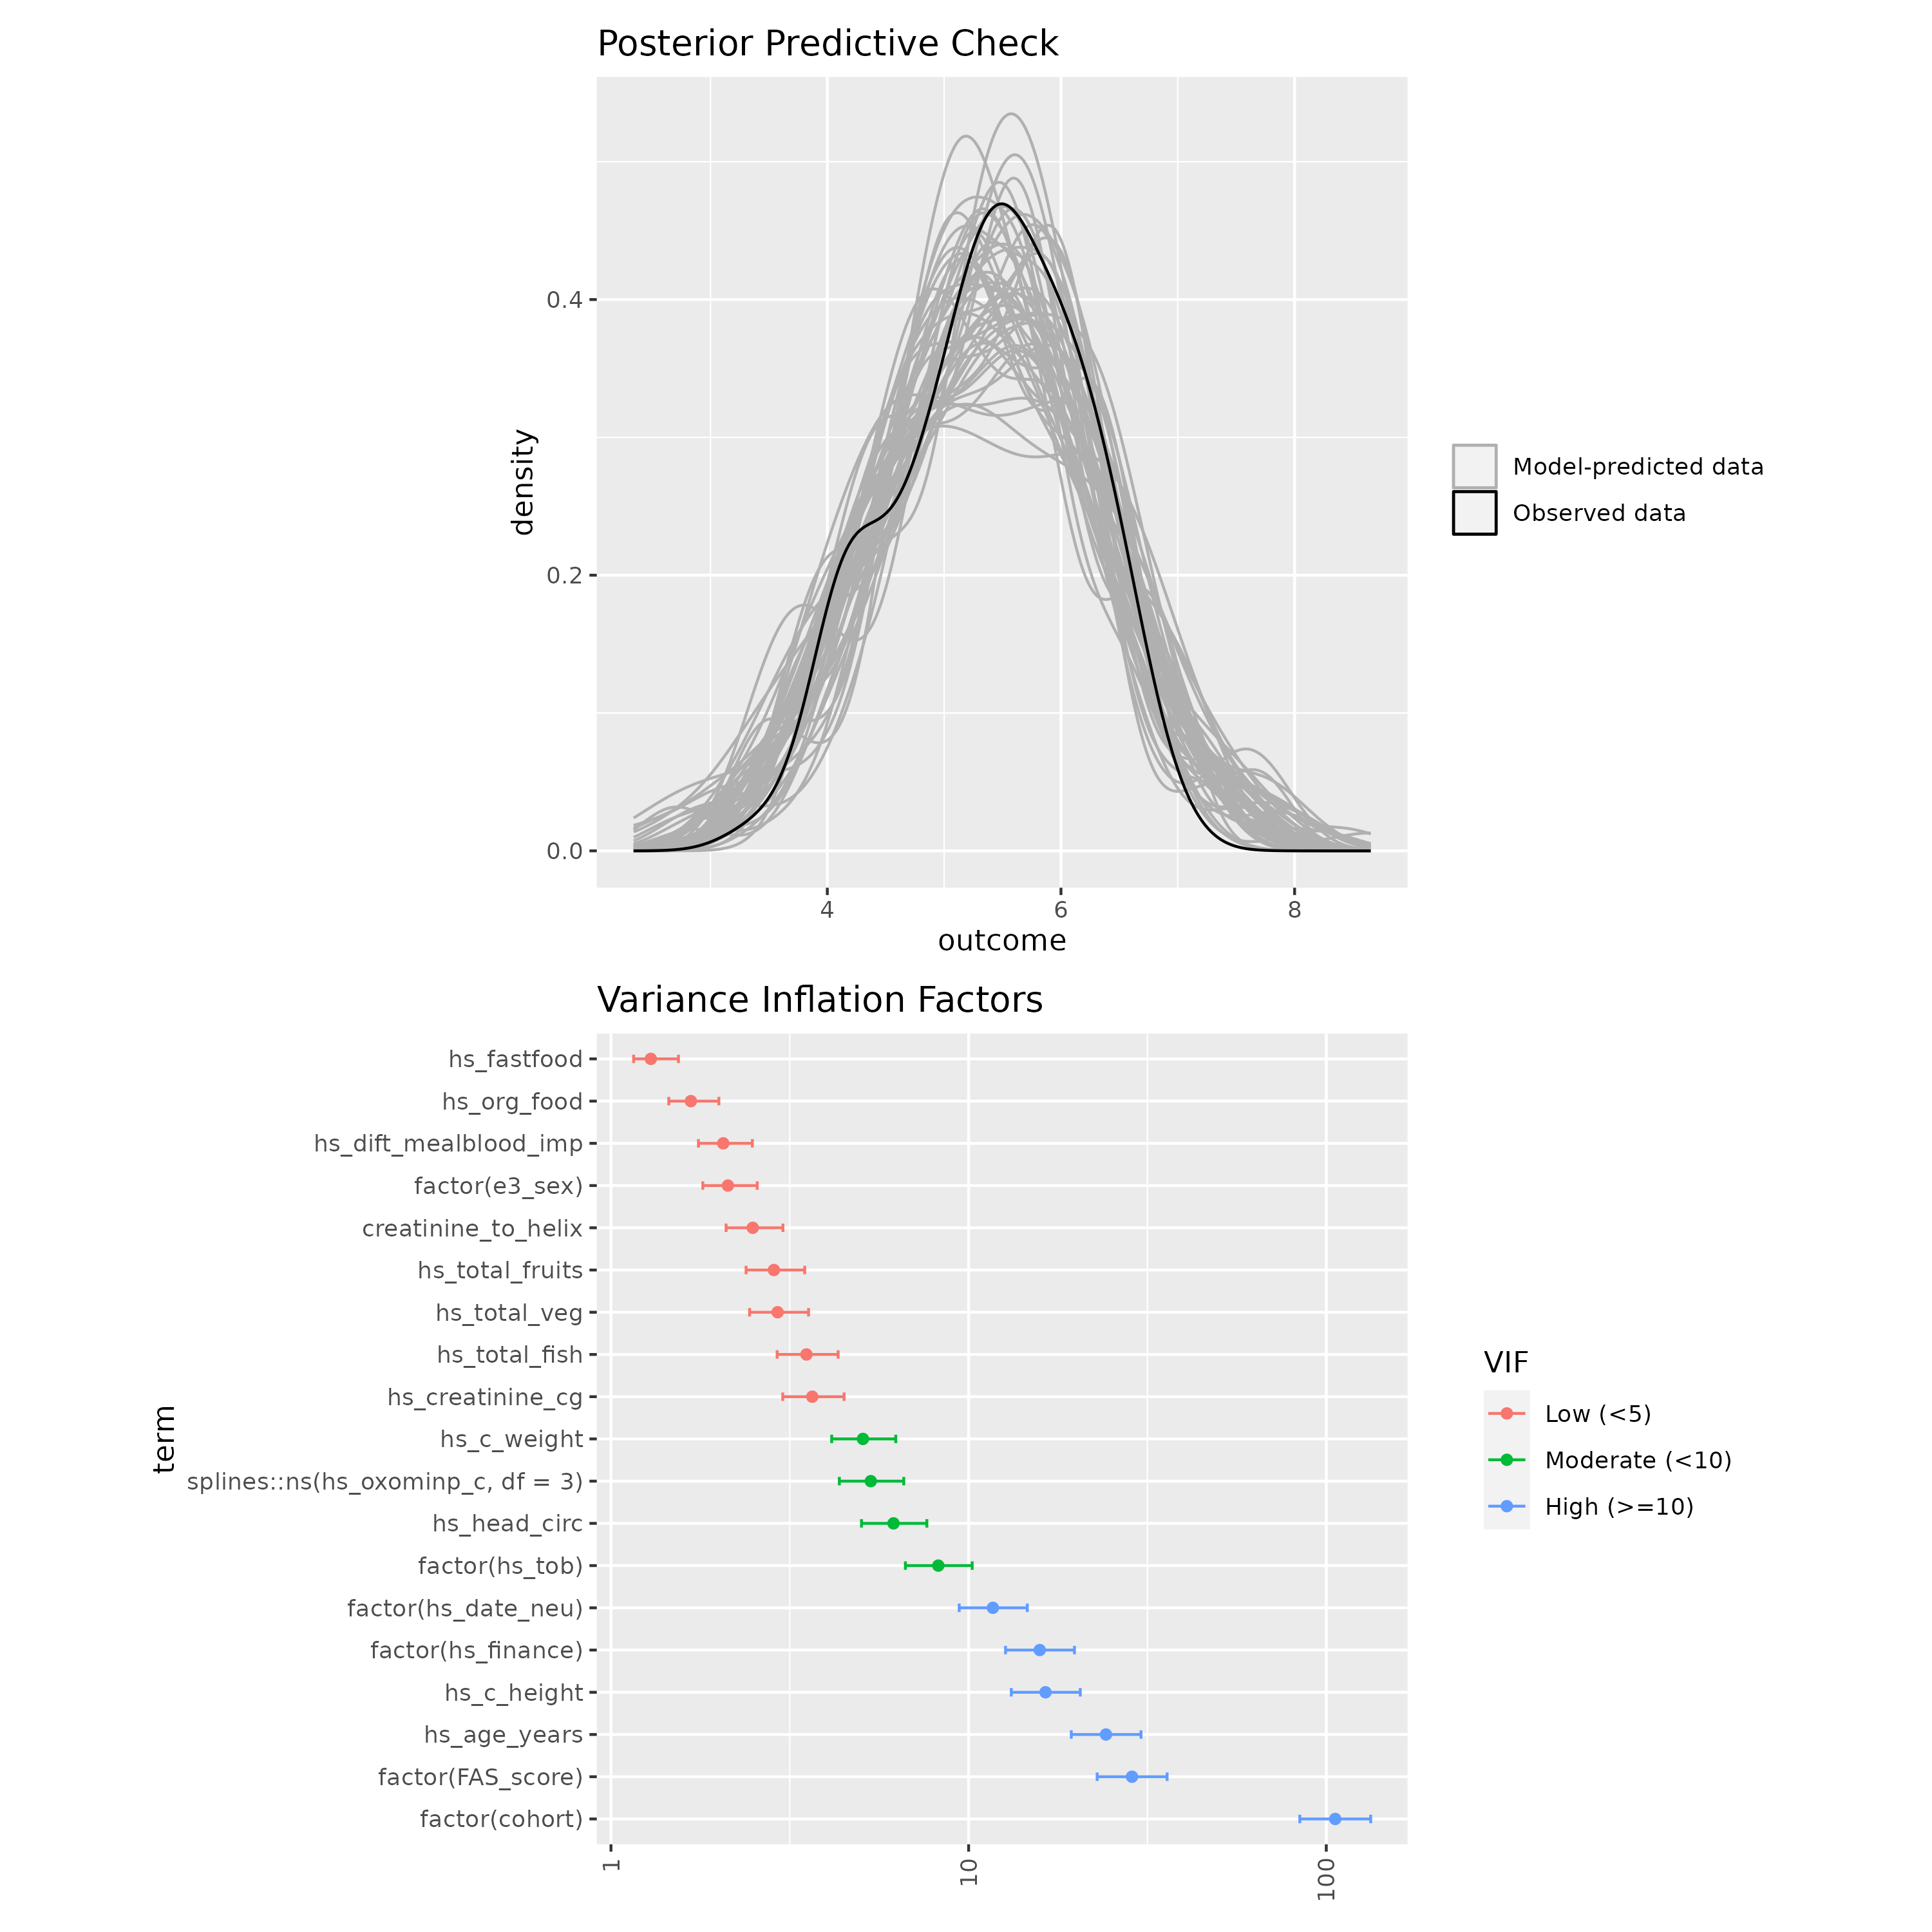 Posterior Predictive Check
density
0.4
0.2
0.0
4
6
8
outcome
Model-predicted data
Observed data
Variance Inflation Factors
term
hs_fastfood
hs_org_food
hs_dift_mealblood_imp
factor(e3_sex)
creatinine_to_helix
hs_total_fruits
hs_total_veg
hs_total_fish
hs_creatinine_cg
hs_c_weight
splines::ns(hs_oxominp_c, df = 3)
hs_head_circ
factor(hs_tob)
factor(hs_date_neu)
factor(hs_finance)
hs_c_height
hs_age_years
factor(FAS_score)
factor(cohort)
1
10
100
VIF
Low (<5)
Moderate (<10)
High (>=10)